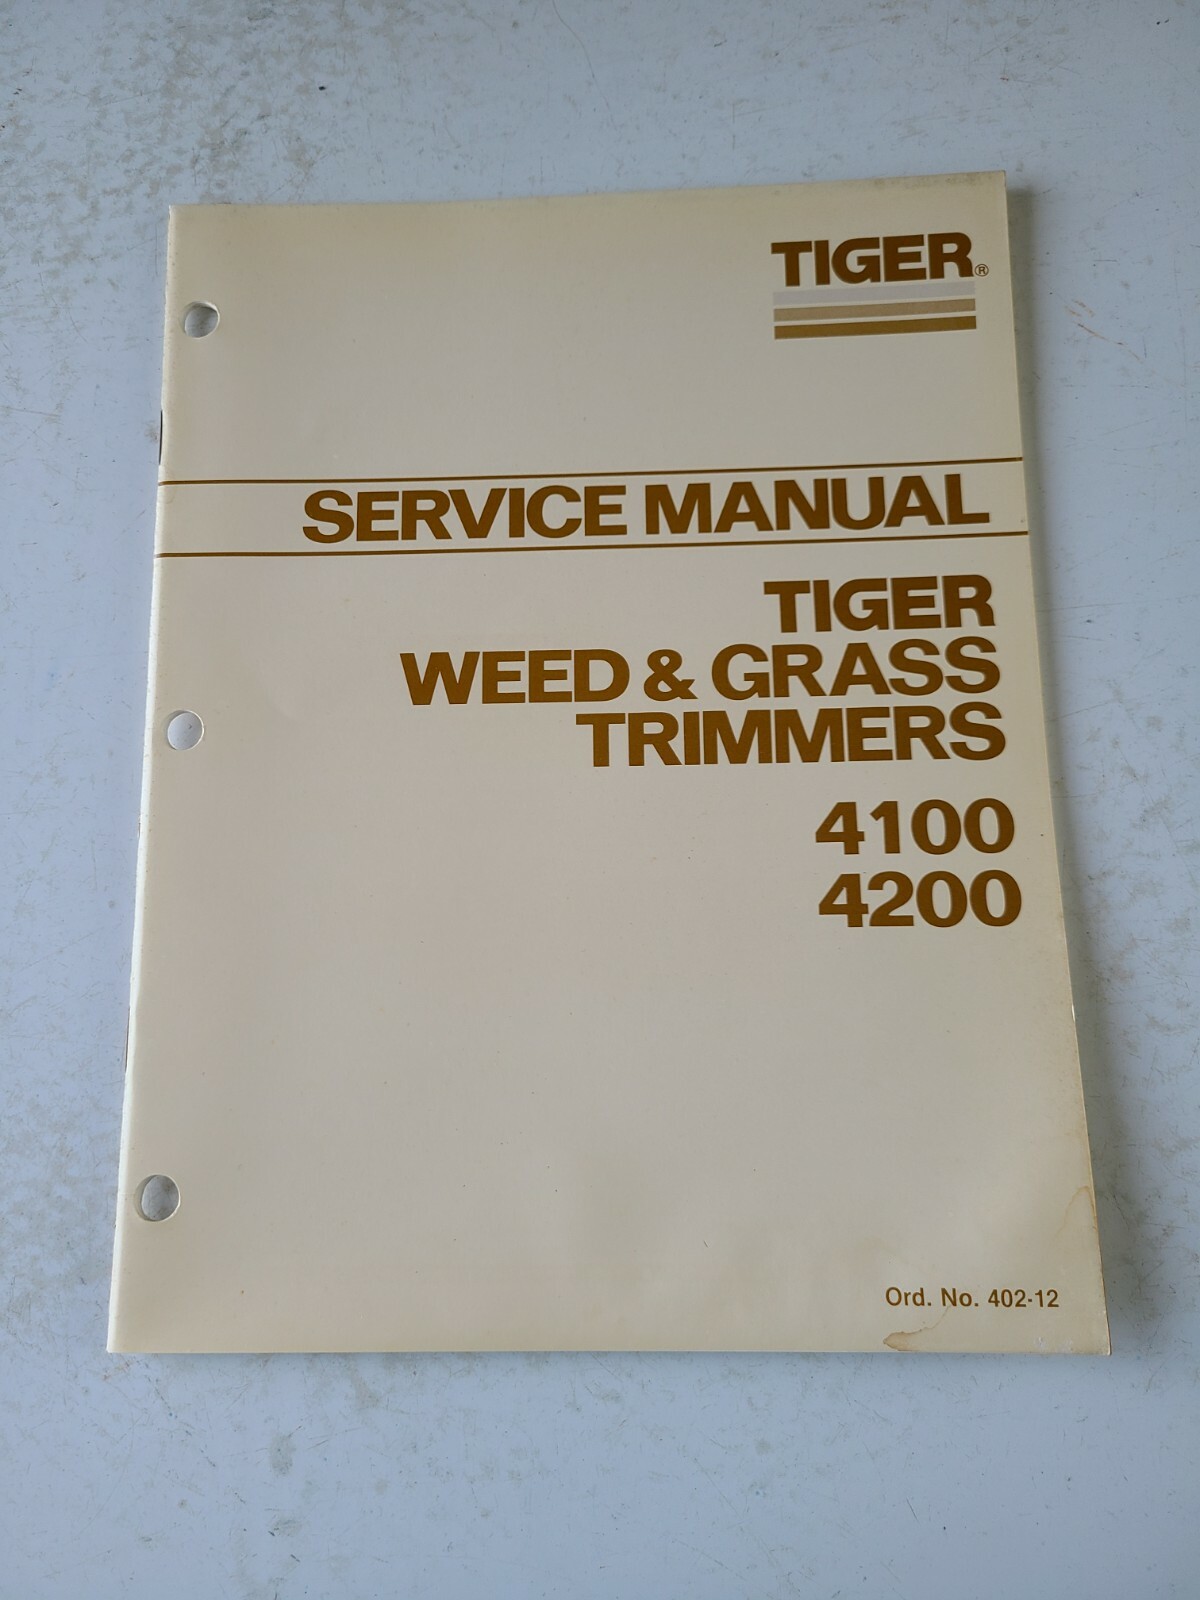 TIGER®
SERVICE MANUAL
TIGER
WEED & GRASS
TRIMMERS
4100
4200
Ord. No. 402-12